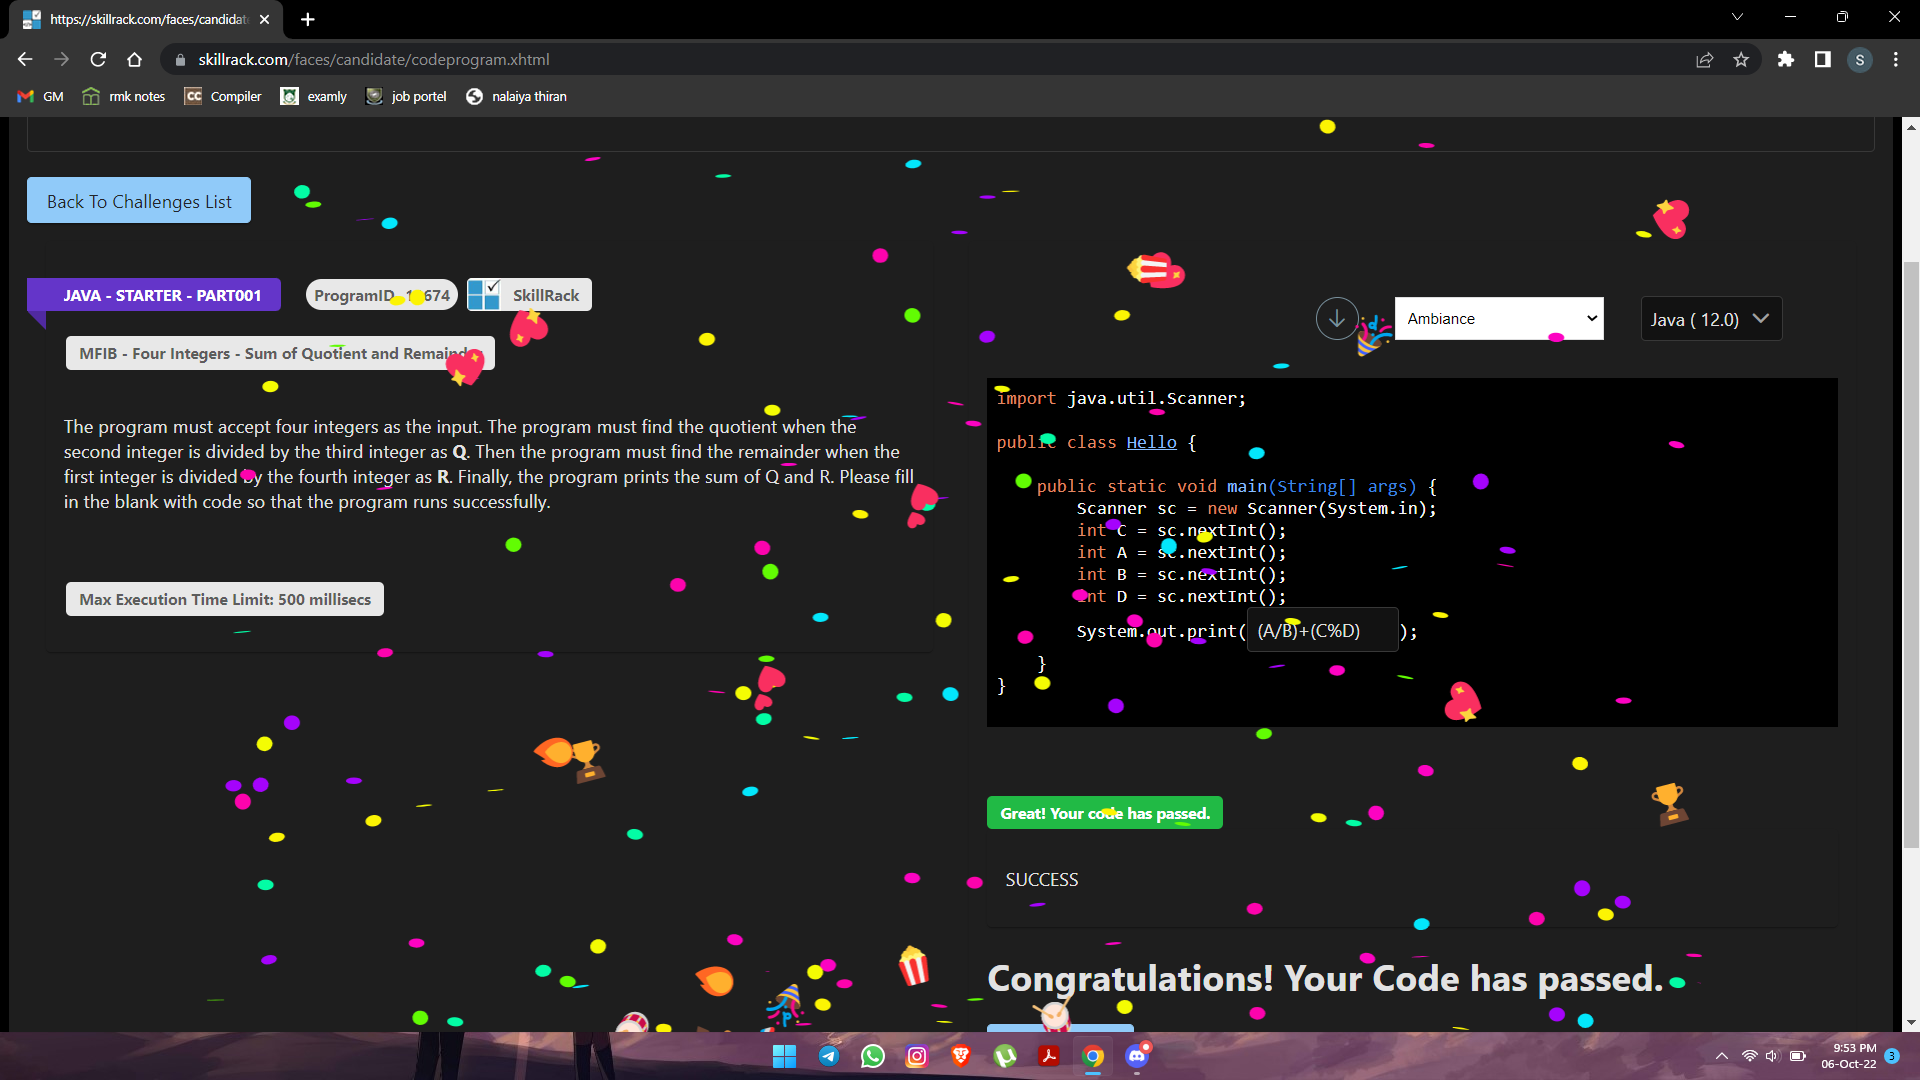 https://skillrack.com/faces/candidat
skillrack.com/faces/candidate/codeprogram.xhtml
S
GM
rmk notes
CC Compiler
examly
job portel
nalaiya thiran
Back To Challenges List
JAVA - STARTER - PART001
ProgramID
SkillRack
Ambiance
Java ( 12.0)
MFIB - Four Integers - Sum of Quotient and Remainder
The program must accept four integers as the input. The program must find the quotient when the
second integer is divided by the third integer as Q. Then the program must find the remainder when the
first integer is divided by the fourth integer as R. Finally, the program prints the sum of Q and R. Please fill
in the blank with code so that the program runs successfully.
Max Execution Time Limit: 500 millisecs
import java.util.Scanner;
public class Hello {
public static void main(String[] args) {
Scanner sc = new Scanner(System.in);
int C = sc.nextInt();
int A = sc.nextInt();
int B = sc.nextInt();
int D = sc.nextInt();
System.out.print( (A/B)+(C%D) );
}
}
Great! Your code has passed.
SUCCESS
Congratulations! Your Code has passed.
9:53 PM
06-Oct-22
3